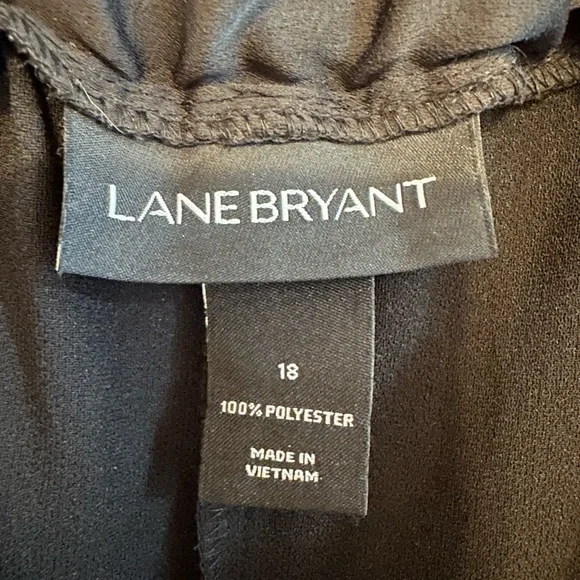 LANE BRYANT
18
100% POLYESTER
MADE IN
VIETNAM